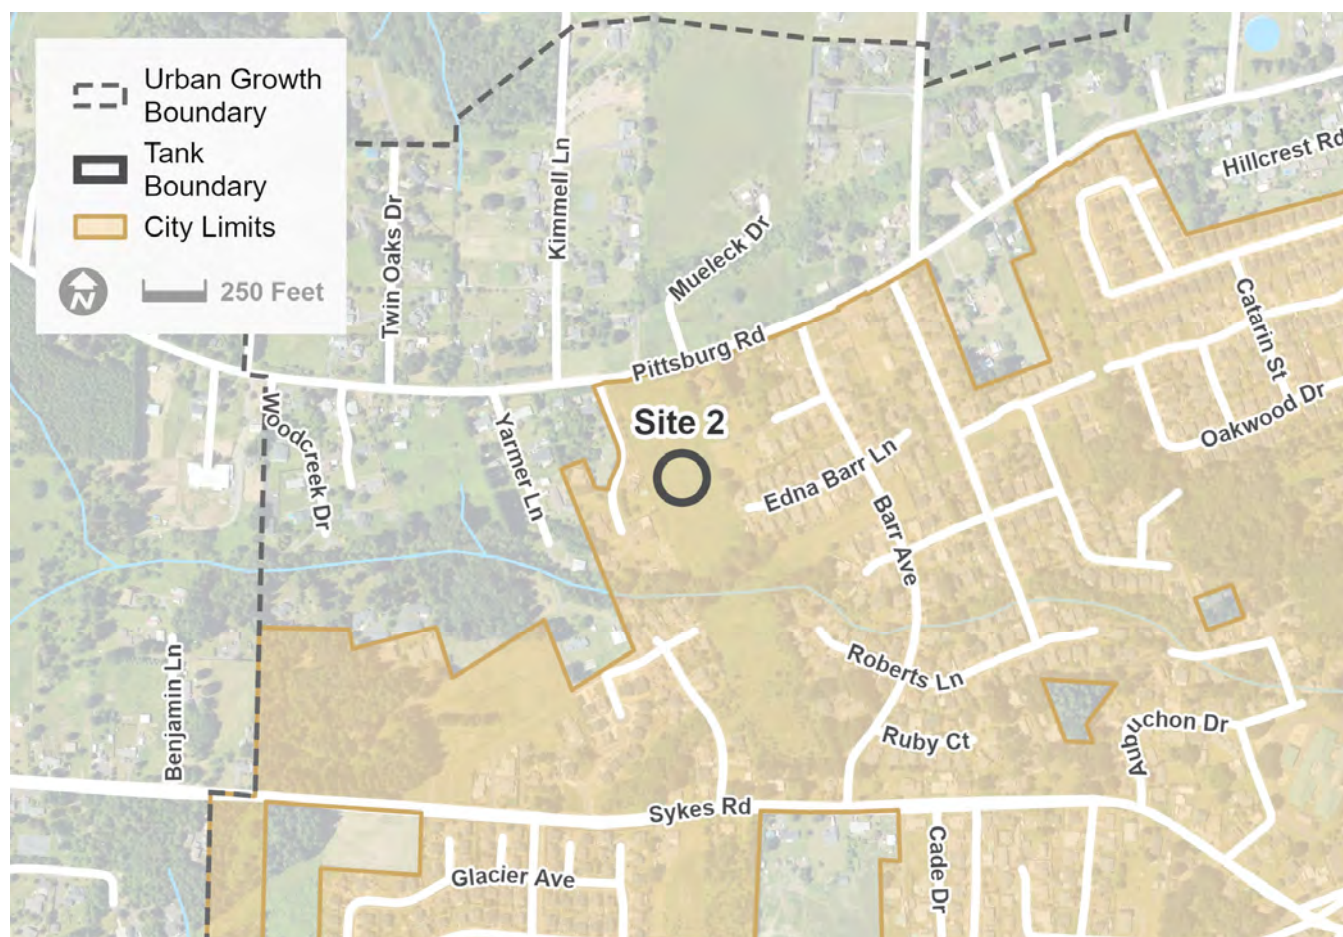 Urban Growth
Boundary
Tank
Boundary
City Limits
N
250 Feet
Hillcrest Rd
Kimmell Ln
Twin Oaks Dr
Mueleck Dr
Catarin St
Pittsburg Rd
Oakwood Dr
Woodcreek Dr
Yarmer Ln
Site 2
Edna Barr Ln
Barr Ave
Roberts Ln
Benjamin Ln
Ruby Ct
Aubuchon Dr
Sykes Rd
Glacier Ave
Cade Dr